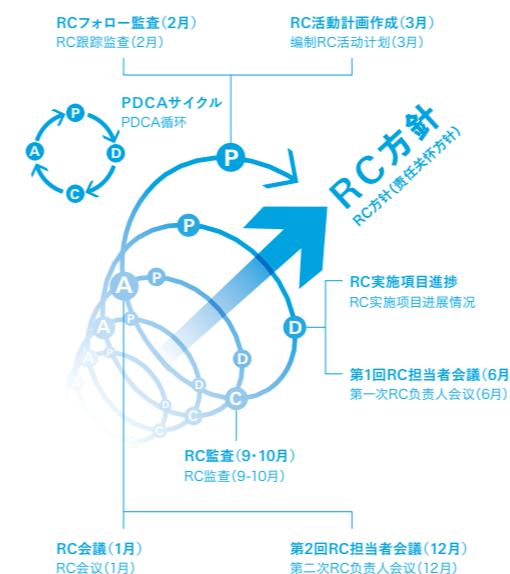 RCフォロー監査（2月）
RC跟踪监查（2月）
RC活動計画作成（3月）
编制RC活动计划（3月）
PDCAサイクル
PDCA循环
P
D
C
A
P
RC方針
RC方针（责任关怀方针）
P
A
P
RC実施項目進捗
RC实施项目进展情况
A
P
D
A
P
D
第1回RC担当者会議（6月
第一次RC负责人会议（6月）
A
D
C
D
C
C
C
RC監査（9・10月）
RC监查（9-10月）
RC会議（1月）
RC会议（1月）
第2回RC担当者会議（12月）
第二次RC负责人会议（12月）